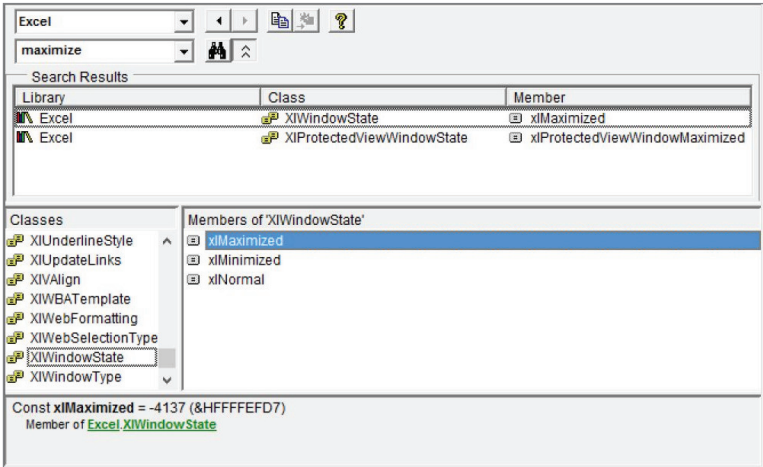 Excel
maximize
Search Results
Library Class Member
Excel XlWindowState xlMaximized
Excel XlProtectedViewWindowState xlProtectedViewWindowMaximized
Classes
XlUnderlineStyle
XlUpdateLinks
XlVAlign
XlWBATemplate
XlWebFormatting
XlWebSelectionType
XlWindowState
XlWindowType
Members of 'XlWindowState'
xlMaximized
xlMinimized
xlNormal
Const xlMaximized = -4137 (&HFFFFEFD7)
Member of Excel.XlWindowState